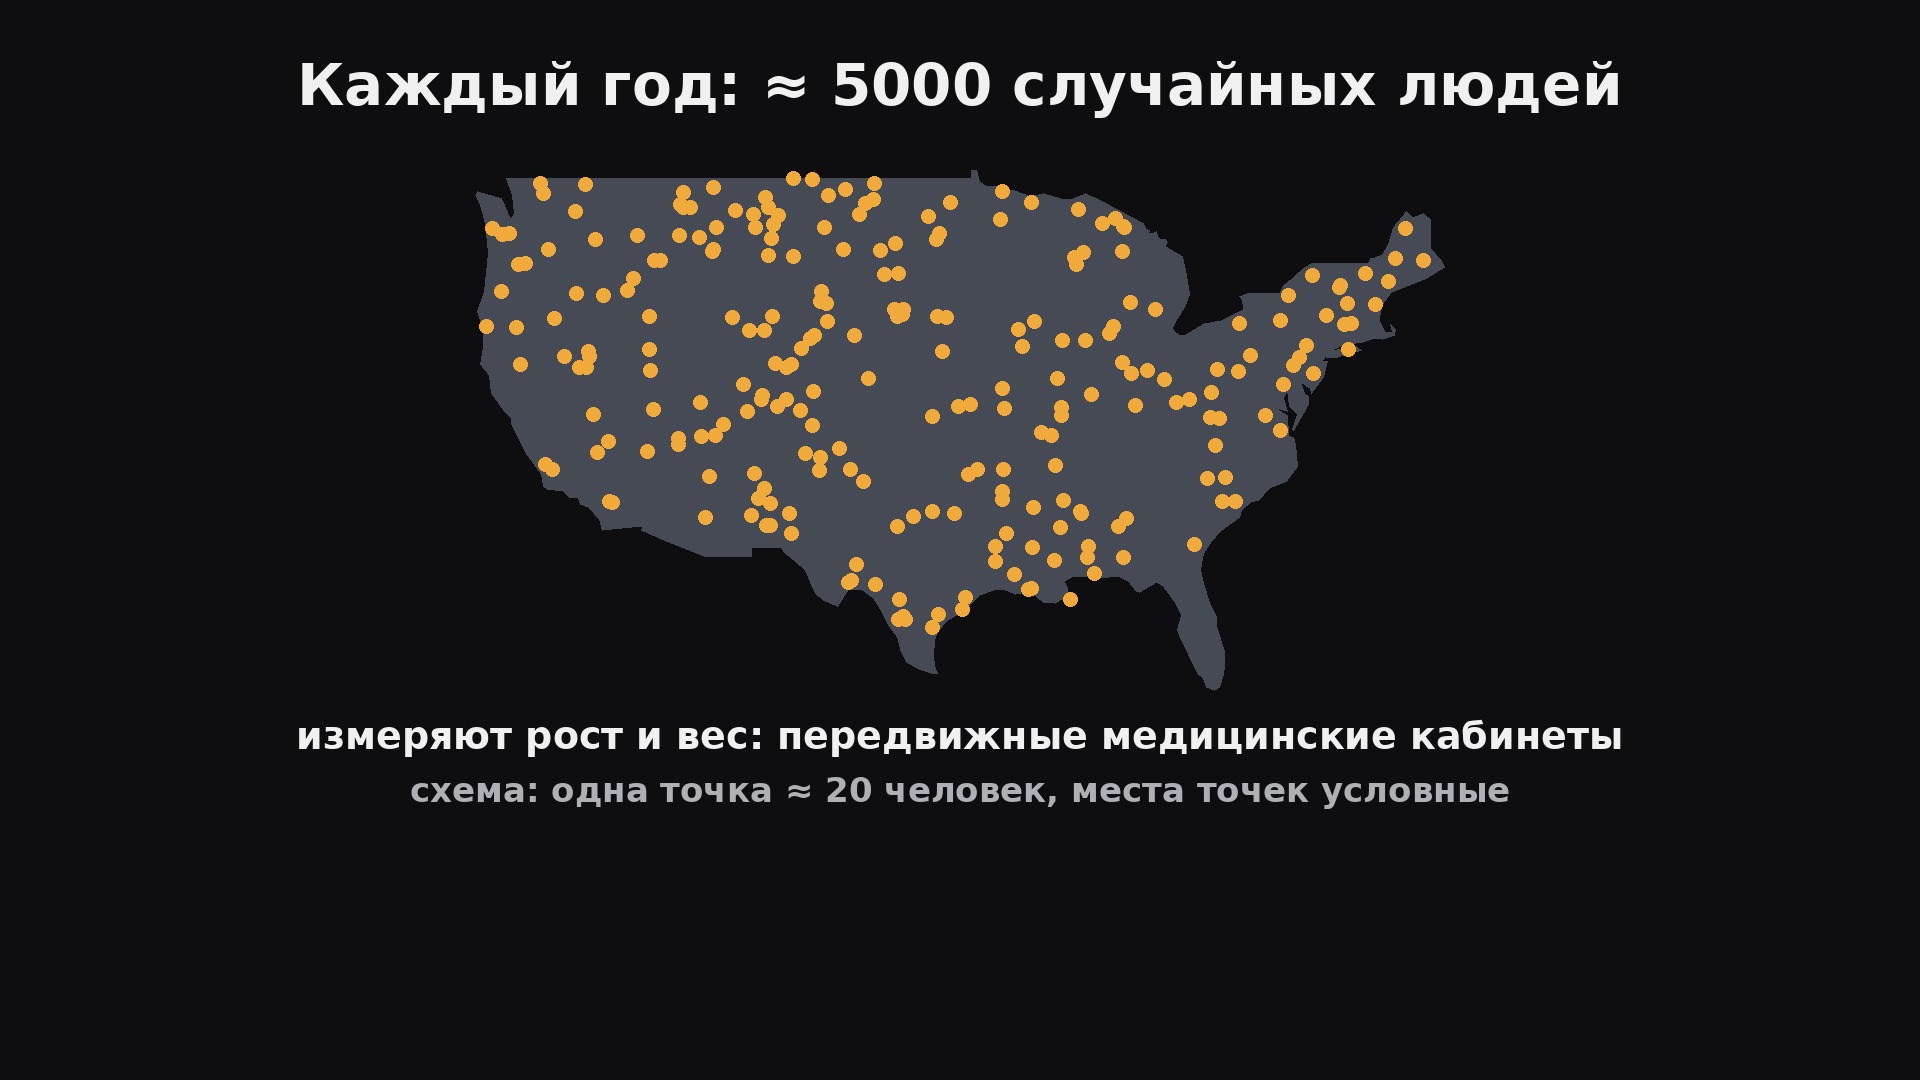 Каждый год: ≈ 5000 случайных людей
измеряют рост и вес: передвижные медицинские кабинеты
схема: одна точка ≈ 20 человек, места точек условные